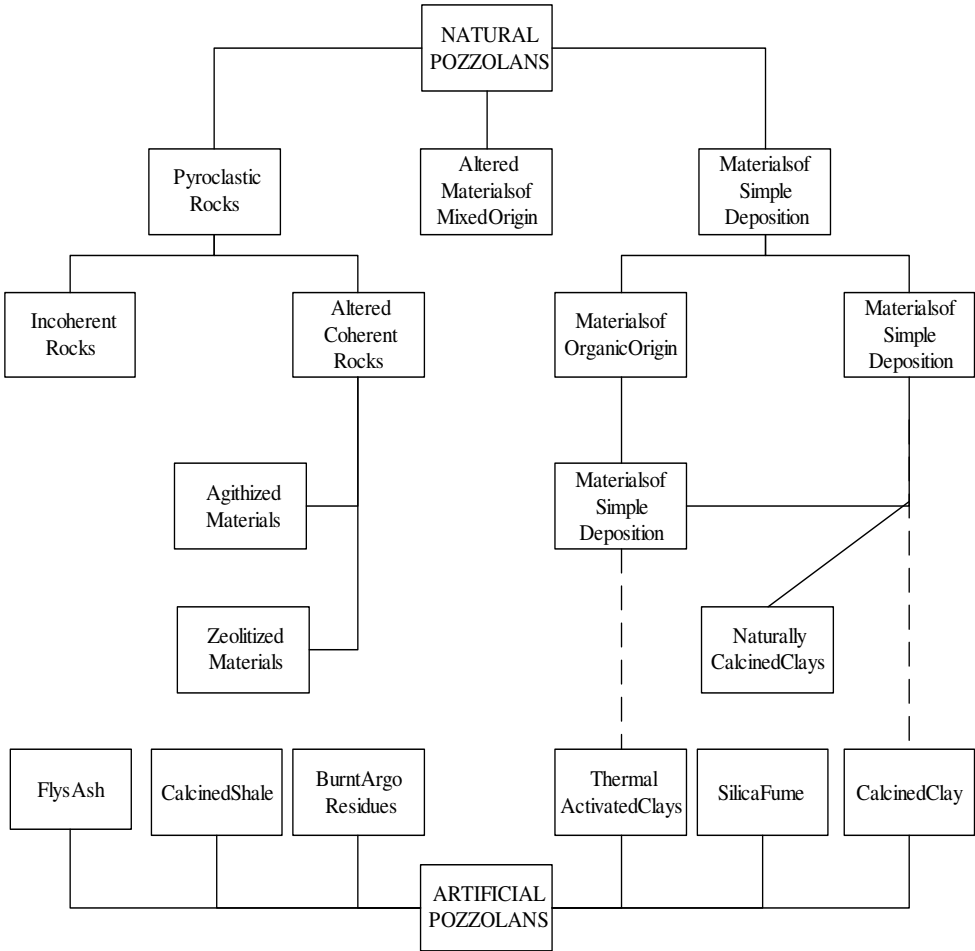 NATURAL
POZZOLANS
Pyroclastic
Rocks
Altered
Materialsof
MixedOrigin
Materialsof
Simple
Deposition
Incoherent
Rocks
Altered
Coherent
Rocks
Materialsof
OrganicOrigin
Materialsof
Simple
Deposition
Agithized
Materials
Materialsof
Simple
Deposition
Zeolitized
Materials
Naturally
CalcinedClays
FlysAsh
CalcinedShale
BurntArgo
Residues
Thermal
ActivatedClays
SilicaFume
CalcinedClay
ARTIFICIAL
POZZOLANS